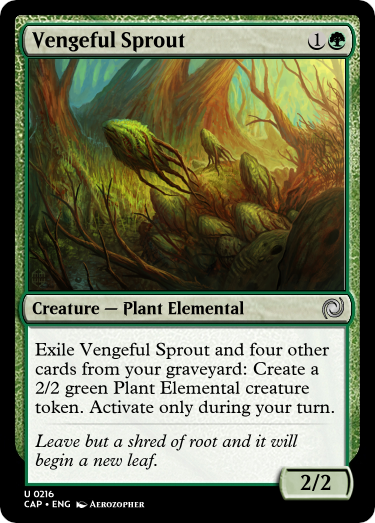 Vengeful Sprout 1
Creature — Plant Elemental
Exile Vengeful Sprout and four other
cards from your graveyard: Create a
2/2 green Plant Elemental creature
token. Activate only during your turn.
Leave but a shred of root and it will
begin a new leaf.
2/2
U 0216
CAP • ENG Aerozopher